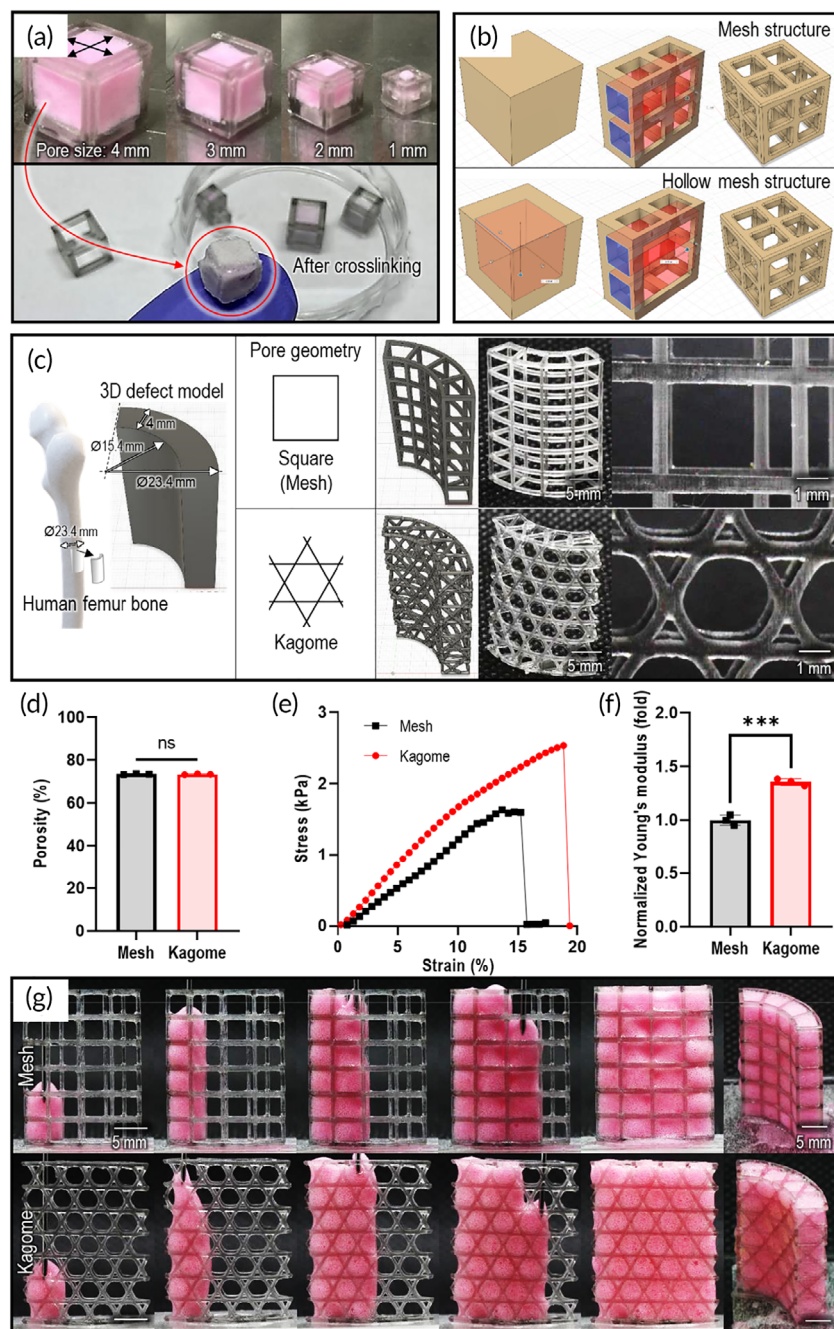 (a)
Pore size: 4 mm
3 mm
2 mm
1 mm
After crosslinking
(b)
Mesh structure
Hollow mesh structure
(c)
3D defect model
4 mm
Ø15.4 mm
Ø23.4 mm
Ø23.4 mm
Human femur bone
Pore geometry
Square
(Mesh)
5 mm
1 mm
Kagome
5 mm
1 mm
(d)
Porosity (%)
100
80
60
40
20
0
ns
Mesh
Kagome
(e)
Stress (kPa)
3
2
1
0
Mesh
Kagome
0
5
10
15
20
Strain (%)
(f)
Normalized Young's modulus (fold)
2.0
1.5
1.0
0.5
0.0
***
Mesh
Kagome
(g)
Mesh
5 mm
5 mm
Kagome